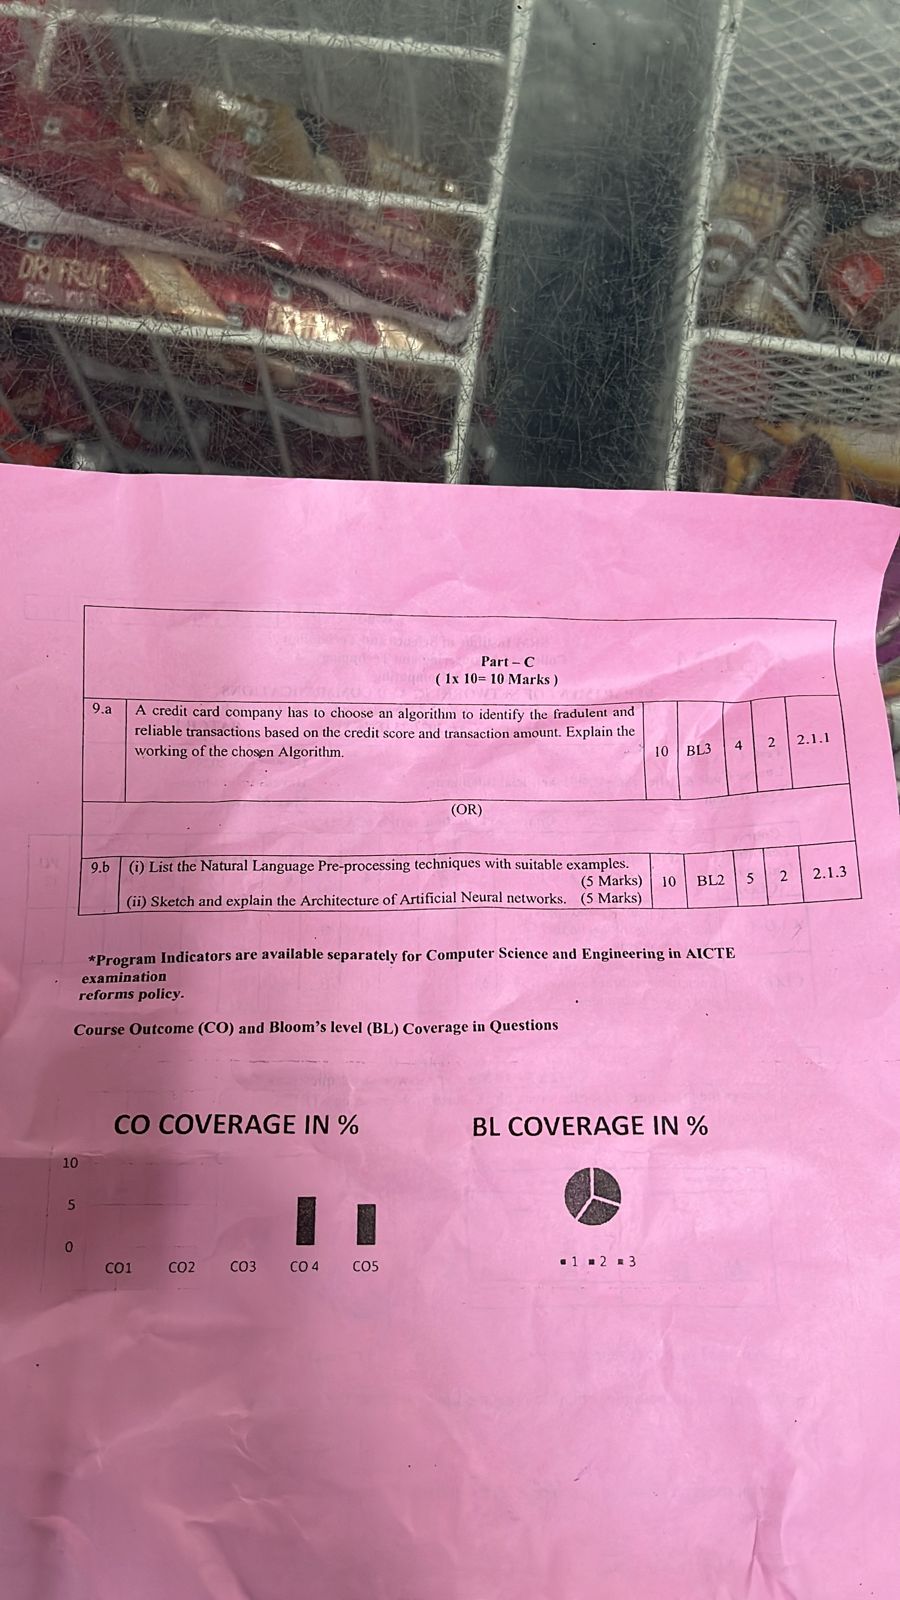 DRY FRUIT
Part – C
( 1x 10= 10 Marks )
9.a A credit card company has to choose an algorithm to identify the fradulent and
reliable transactions based on the credit score and transaction amount. Explain the
working of the chosen Algorithm.
10 BL3 4 2 2.1.1
(OR)
9.b (i) List the Natural Language Pre-processing techniques with suitable examples.
(5 Marks)
(ii) Sketch and explain the Architecture of Artificial Neural networks. (5 Marks)
10 BL2 5 2 2.1.3
*Program Indicators are available separately for Computer Science and Engineering in AICTE
examination
reforms policy.
Course Outcome (CO) and Bloom's level (BL) Coverage in Questions
CO COVERAGE IN %
10
5
0
CO1 CO2 CO3 CO 4 CO5
BL COVERAGE IN %
1 2 3